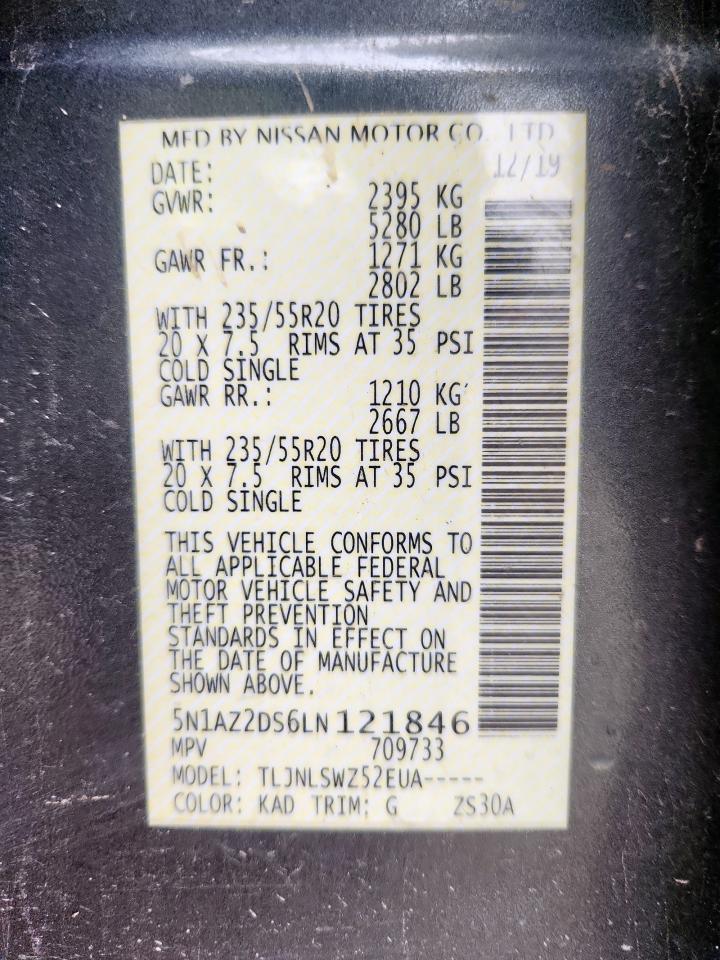 MFD BY NISSAN MOTOR CO., LTD
DATE: 12/19
GVWR: 2395 KG
5280 LB
GAWR FR.: 1271 KG
2802 LB
WITH 235/55R20 TIRES
20 X 7.5 RIMS AT 35 PSI
COLD SINGLE
GAWR RR.: 1210 KG
2667 LB
WITH 235/55R20 TIRES
20 X 7.5 RIMS AT 35 PSI
COLD SINGLE
THIS VEHICLE CONFORMS TO
ALL APPLICABLE FEDERAL
MOTOR VEHICLE SAFETY AND
THEFT PREVENTION
STANDARDS IN EFFECT ON
THE DATE OF MANUFACTURE
SHOWN ABOVE.
5N1AZ2DS6LN121846
MPV 709733
MODEL: TLJNLSWZ52EUA-----
COLOR: KAD TRIM: G ZS30A